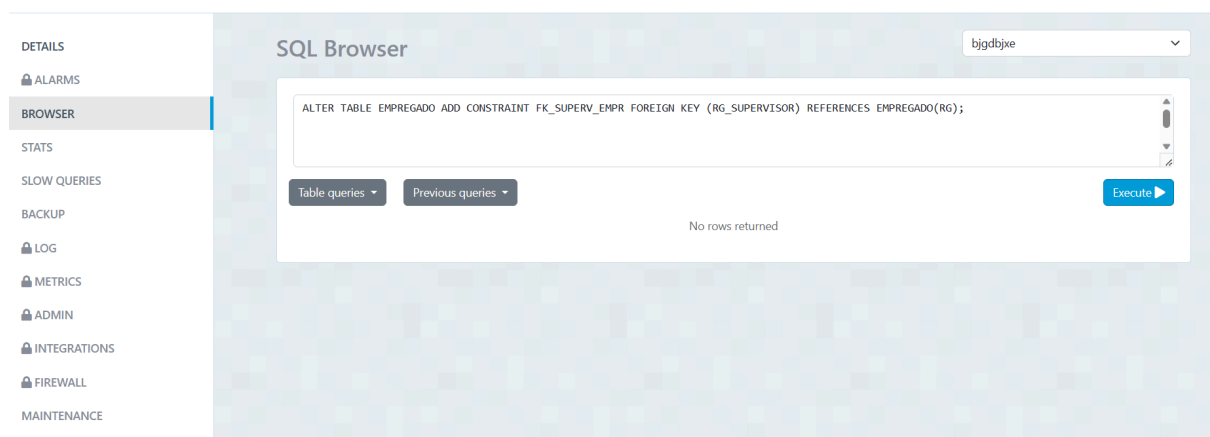 DETAILS
ALARMS
BROWSER
STATS
SLOW QUERIES
BACKUP
LOG
METRICS
ADMIN
INTEGRATIONS
FIREWALL
MAINTENANCE
SQL Browser
bjgdbjxe
ALTER TABLE EMPREGADO ADD CONSTRAINT FK_SUPERV_EMPR FOREIGN KEY (RG_SUPERVISOR) REFERENCES EMPREGADO(RG);
Table queries
Previous queries
Execute
No rows returned